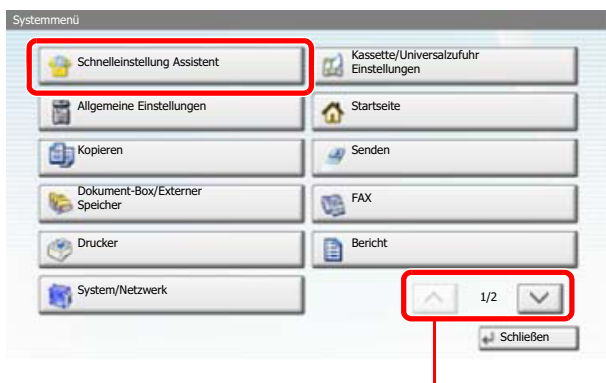 Systemmenü
Schnelleinstellung Assistent
Kassette/Universalzufuhr
Einstellungen
Allgemeine Einstellungen
Startseite
Kopieren
Senden
Dokument-Box/Externer
Speicher
FAX
Drucker
Bericht
System/Netzwerk
1/2
Schließen